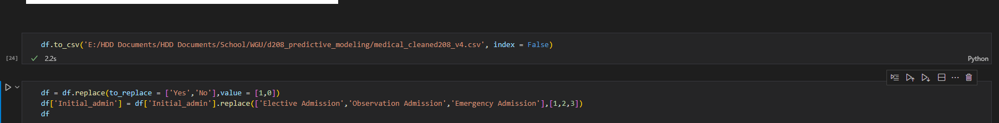 df.to_csv('E:/HDD Documents/HDD Documents/School/WGU/d208_predictive_modeling/medical_cleaned208_v4.csv', index = False)
[24]
2.2s
Python
df = df.replace(to_replace = ['Yes','No'],value = [1,0])
df['Initial_admin'] = df['Initial_admin'].replace(['Elective Admission','Observation Admission','Emergency Admission'],[1,2,3])
df